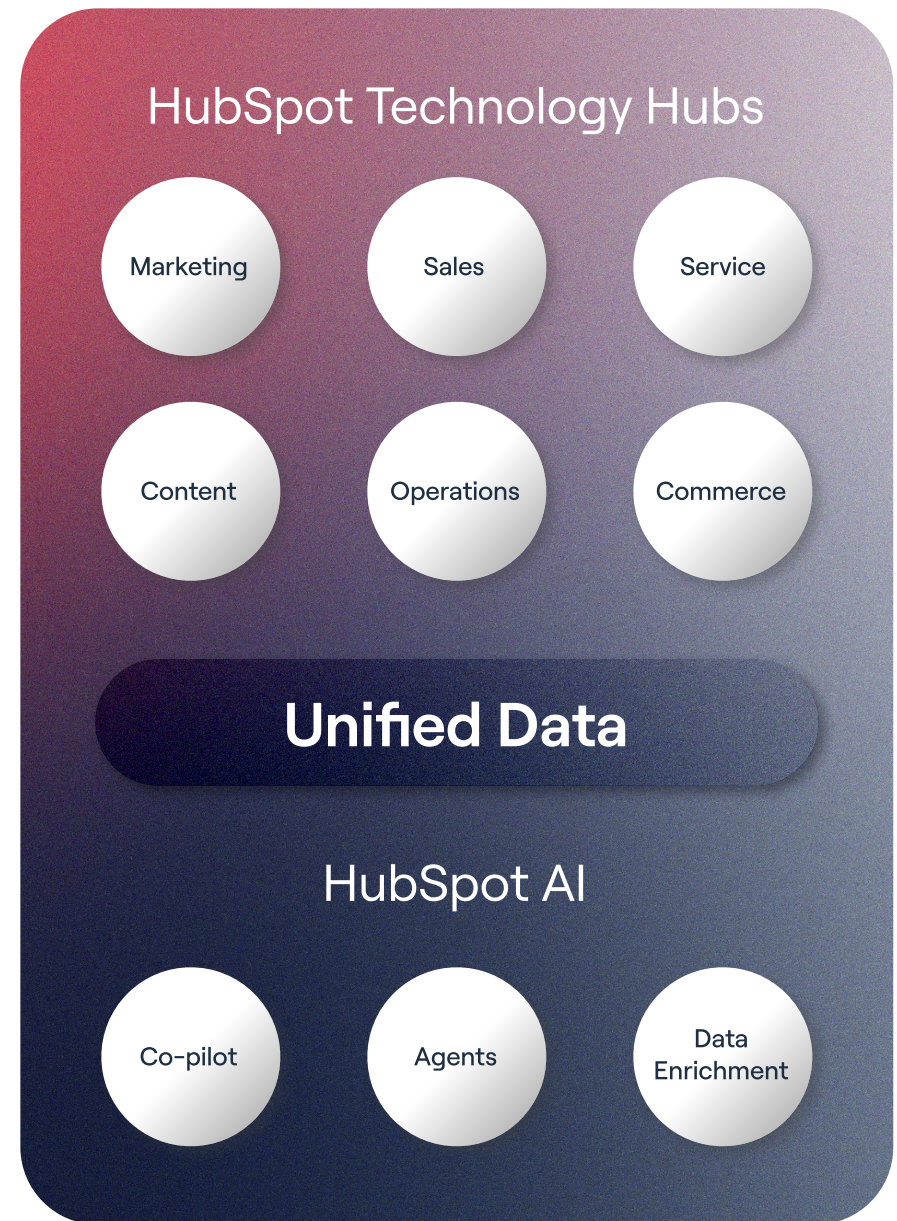 HubSpot Technology Hubs
Marketing
Sales
Service
Content
Operations
Commerce
Unified Data
HubSpot AI
Co-pilot
Agents
Data
Enrichment